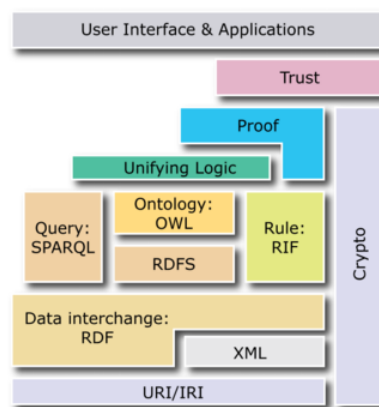 User Interface & Applications
Trust
Proof
Unifying Logic
Query:
SPARQL
Ontology:
OWL
RDFS
Rule:
RIF
Crypto
Data interchange:
RDF
XML
URI/IRI